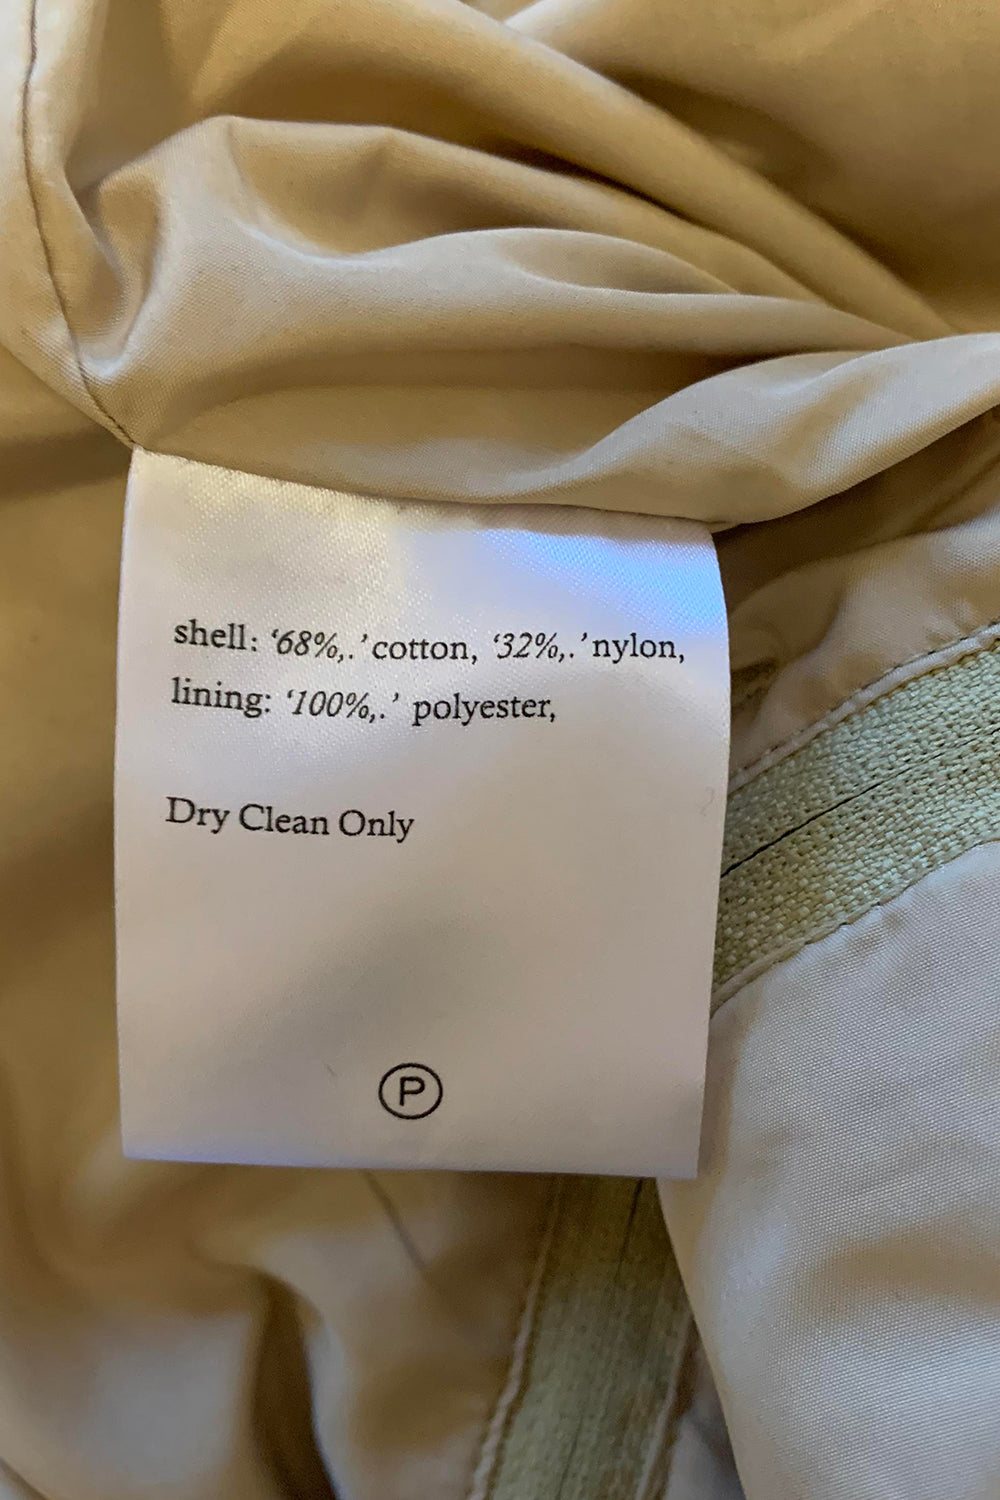 shell: ‘68%,.’ cotton, ‘32%,.’ nylon,
lining: ‘100%,.’ polyester,
Dry Clean Only
P